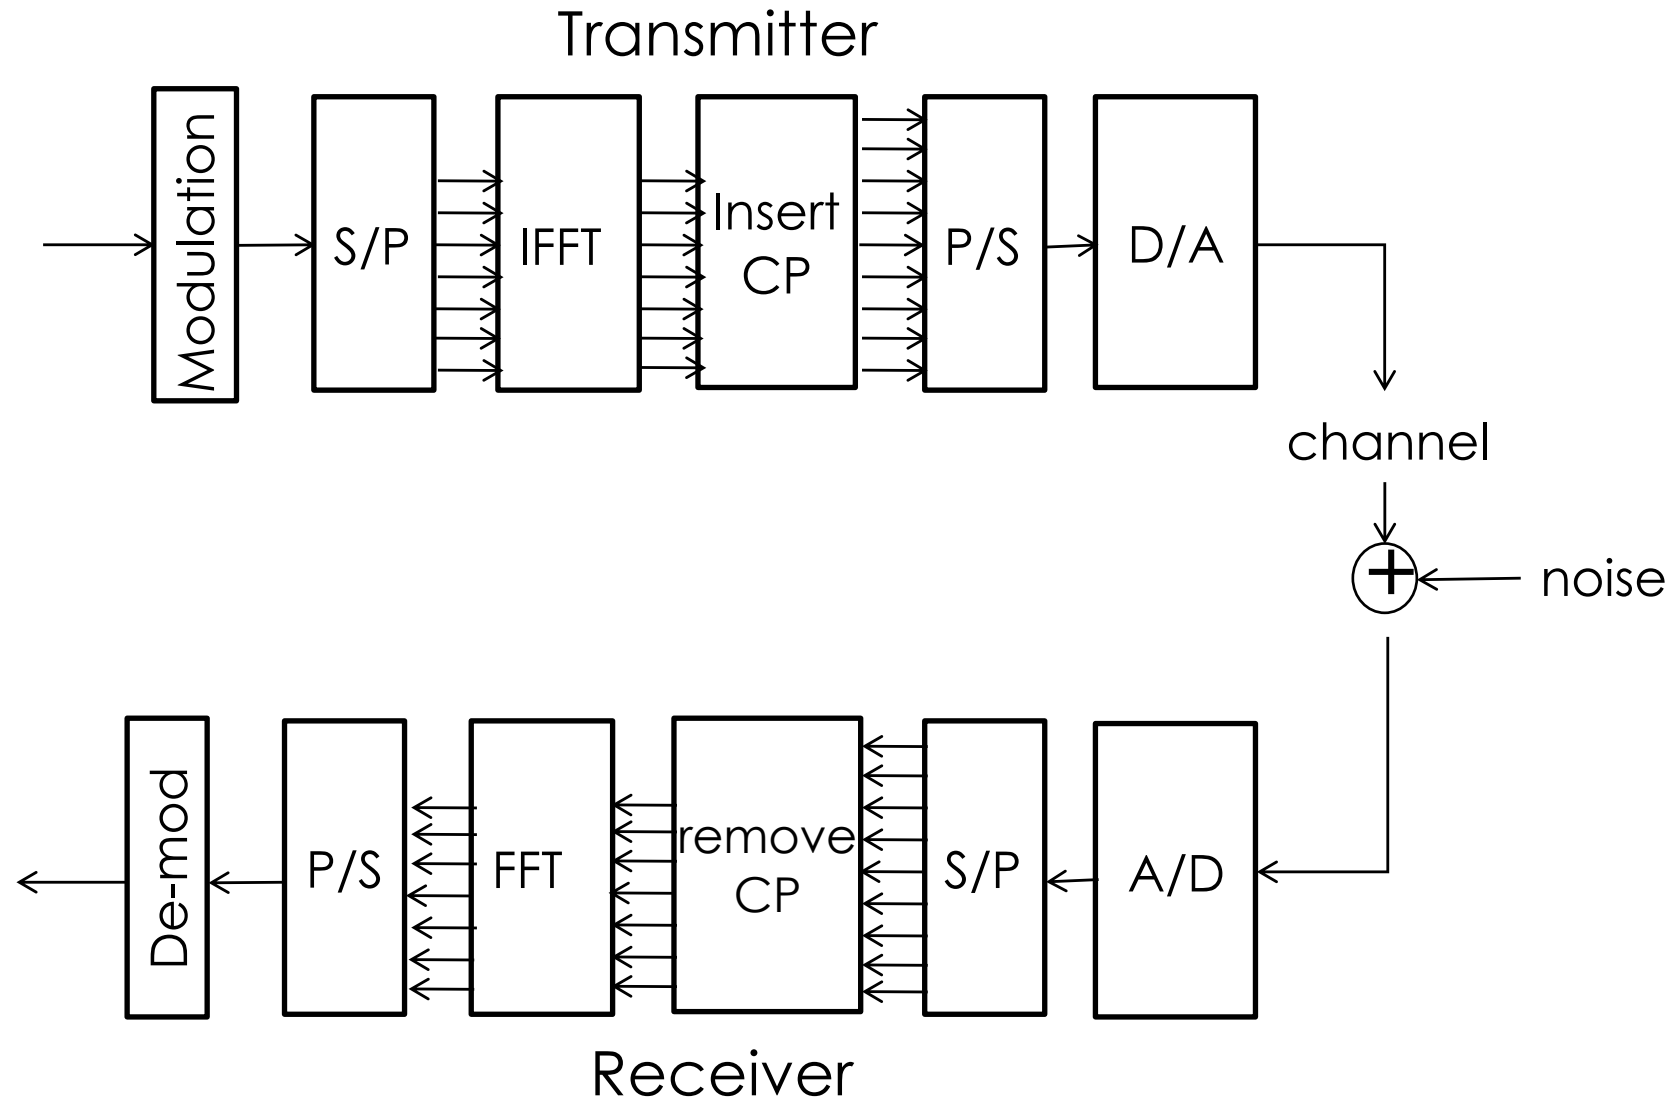 Transmitter
Modulation
S/P
IFFT
Insert
CP
P/S
D/A
channel
+
noise
De-mod
P/S
FFT
remove
CP
S/P
A/D
Receiver